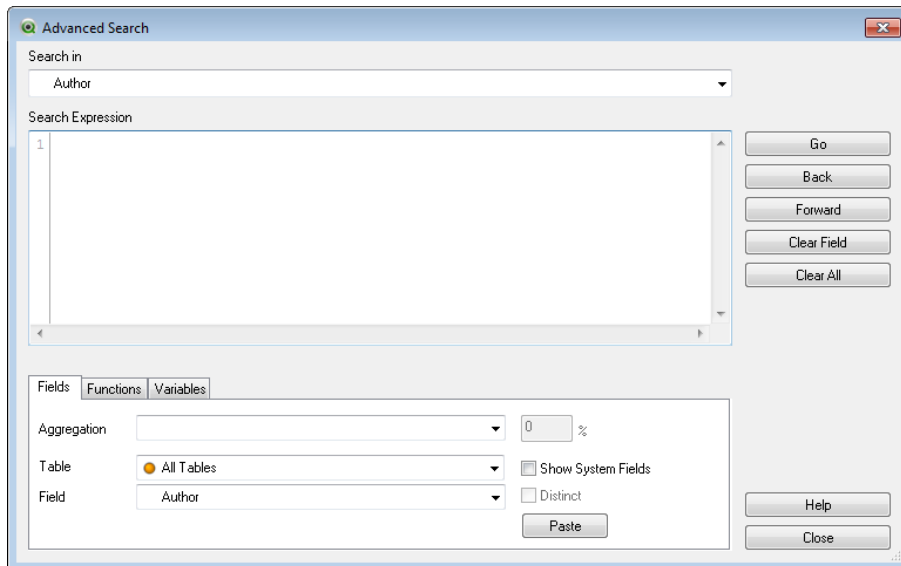 Advanced Search
Search in
Author
Search Expression
1
Go
Back
Forward
Clear Field
Clear All
Fields Functions Variables
Aggregation 0 %
Table All Tables Show System Fields
Field Author Distinct
Paste
Help
Close